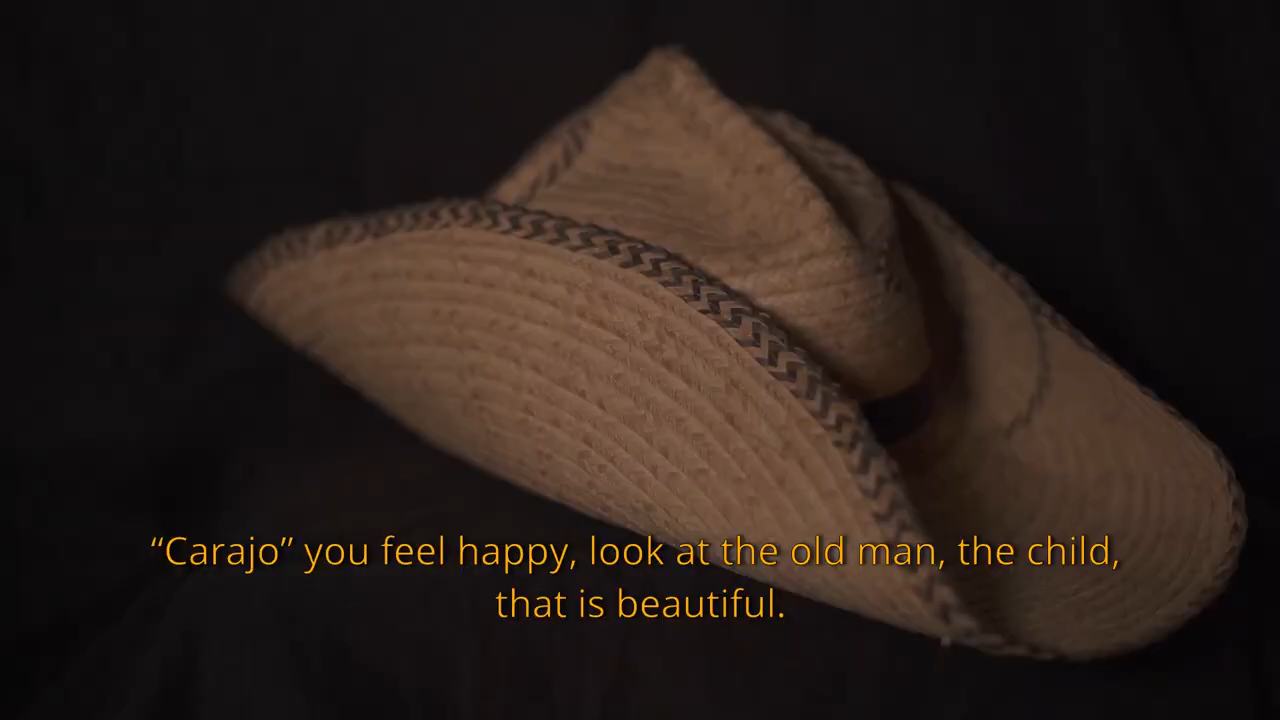 “Carajo” you feel happy, look at the old man, the child,
that is beautiful.